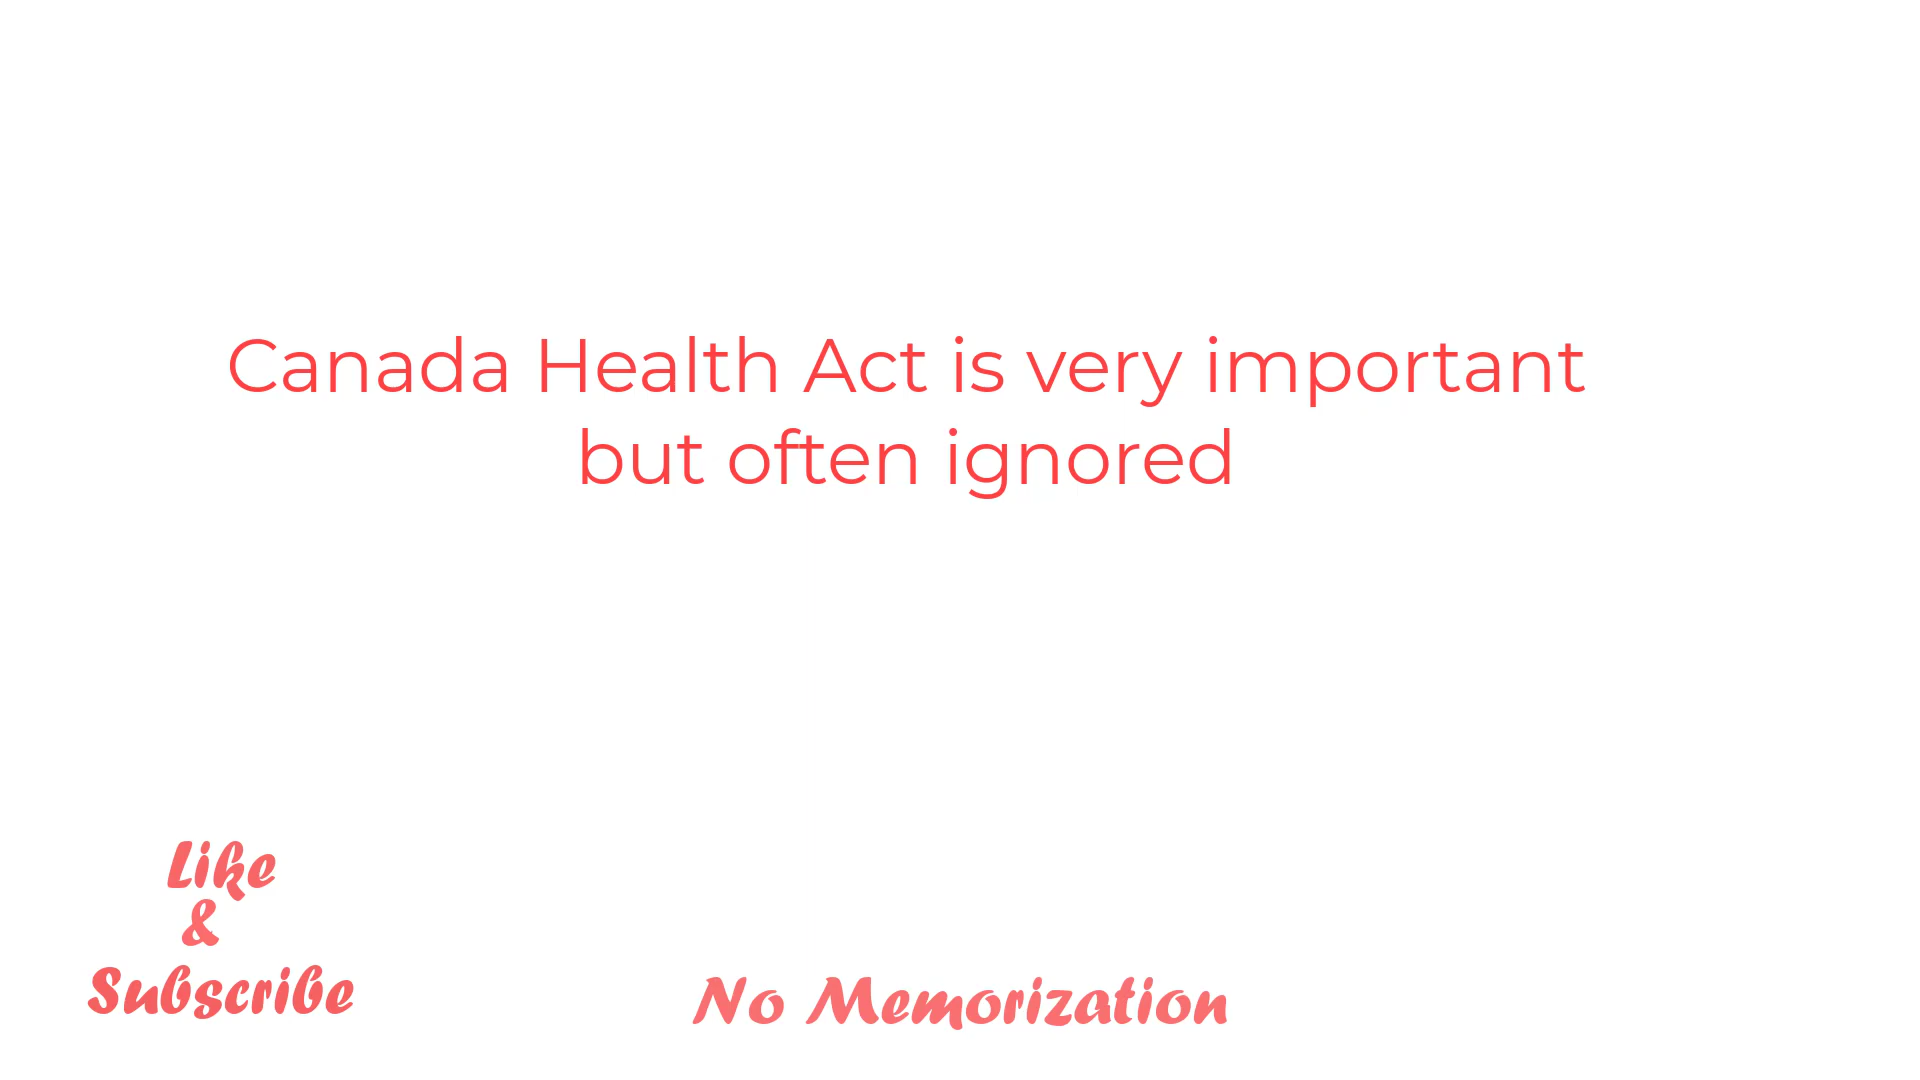 Canada Health Act is very important
but often ignored
Like
&
Subscribe
No Memorization